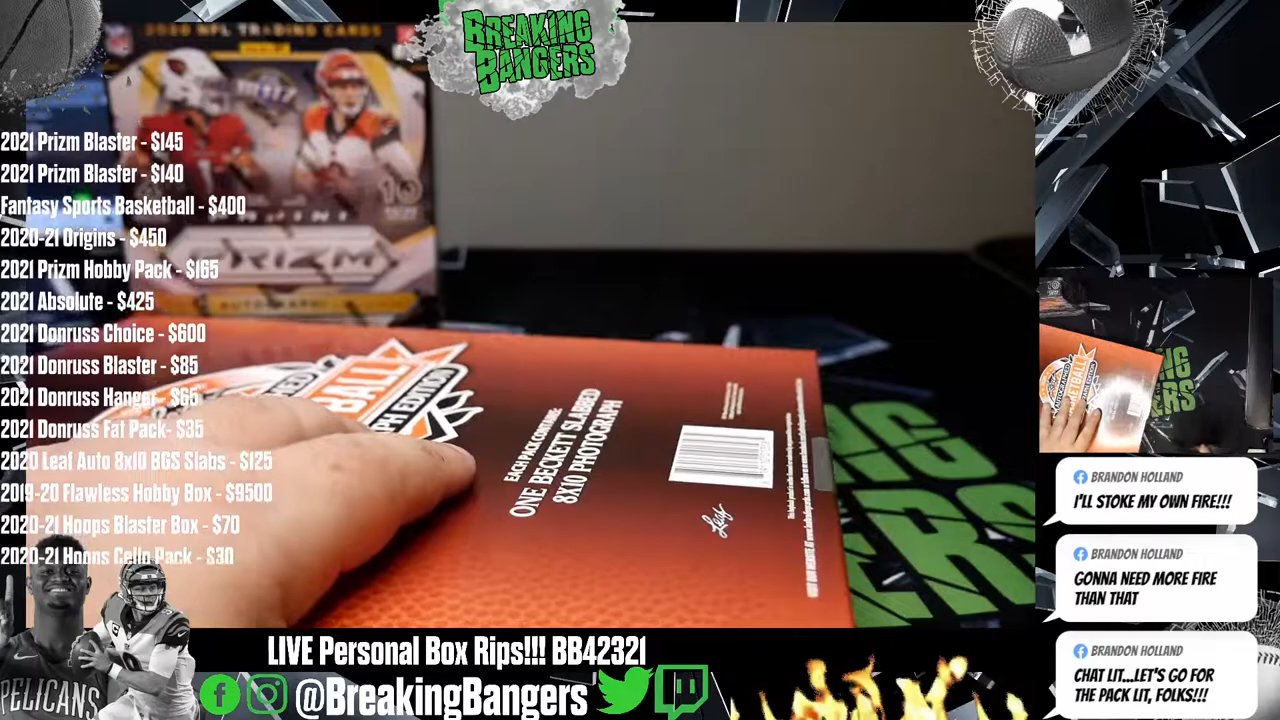 2020 NFL TRADING CARDS
BREAKING
BANGERS
2021 Prizm Blaster - $145
2021 Prizm Blaster - $140
Fantasy Sports Basketball - $400
2020-21 Origins - $450
2021 Prizm Hobby Pack - $165
2021 Absolute - $425
2021 Donruss Choice - $600
2021 Donruss Blaster - $85
2021 Donruss Hanger - $65
2021 Donruss Fat Pack- $35
2020 Leaf Auto 8x10 BGS Slabs - $125
2019-20 Flawless Hobby Box - $9500
2020-21 Hoops Blaster Box - $70
2020-21 Hoops Cello Pack - $30
PRIZM
EACH PACK CONTAINS:
ONE BECKETT SLABBED
8X10 PHOTOGRAPH
Leaf
PELICANS
BRANDON HOLLAND
I'LL STOKE MY OWN FIRE!!!
BRANDON HOLLAND
GONNA NEED MORE FIRE
THAN THAT
BRANDON HOLLAND
CHAT LIT...LET'S GO FOR
THE PACK LIT, FOLKS!!!
LIVE Personal Box Rips!!! BB42321
@BreakingBangers